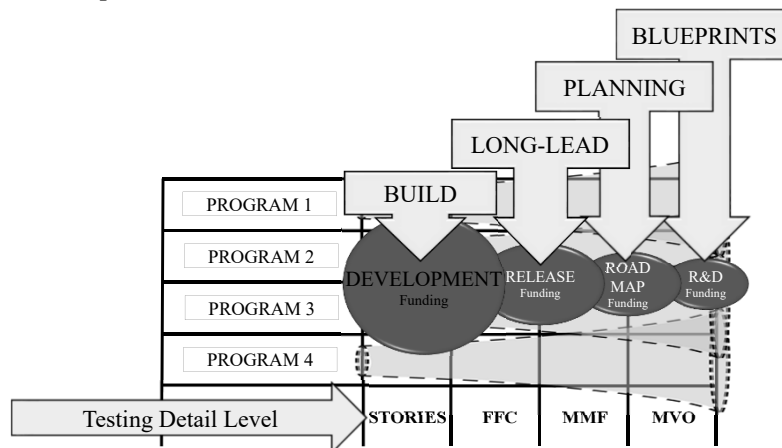 BLUEPRINTS
PLANNING
LONG-LEAD
BUILD
PROGRAM 1
PROGRAM 2
PROGRAM 3
PROGRAM 4
DEVELOPMENT
Funding
RELEASE
Funding
ROAD
MAP
Funding
R&D
Funding
Testing Detail Level
STORIES
FFC
MMF
MVO